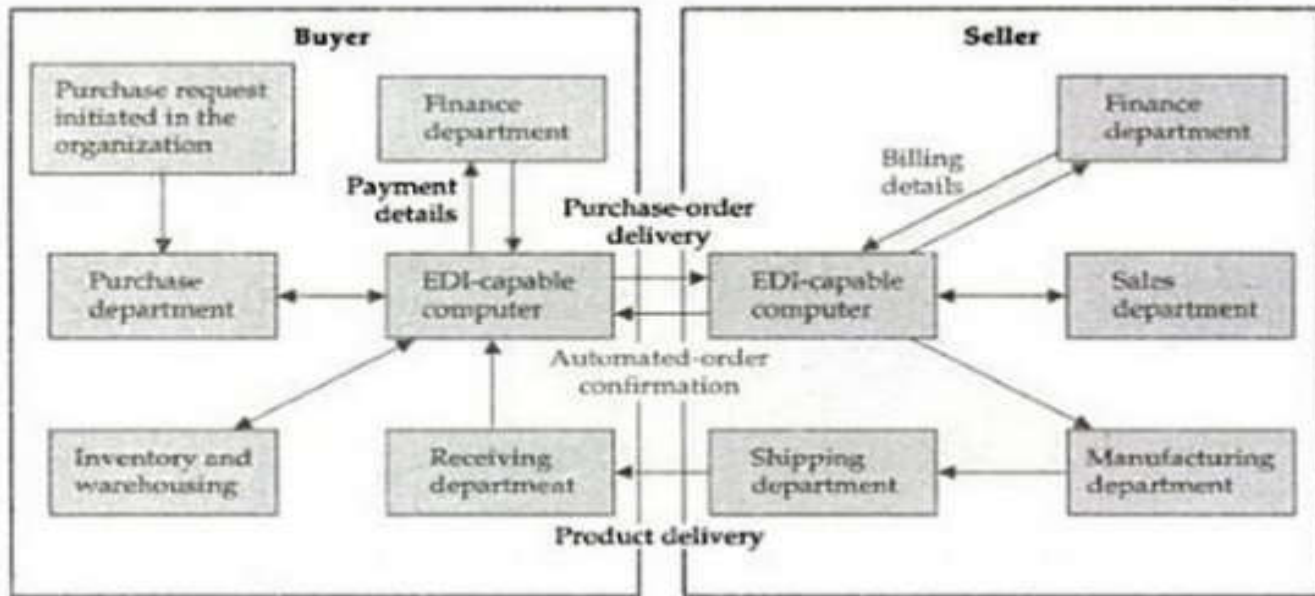 Buyer
Seller
Purchase request
initiated in the
organization
Finance
department
Finance
department
Payment
details
Billing
details
Purchase-order
delivery
Purchase
department
EDI-capable
computer
EDI-capable
computer
Sales
department
Automated-order
confirmation
Inventory and
warehousing
Receiving
department
Shipping
department
Manufacturing
department
Product delivery